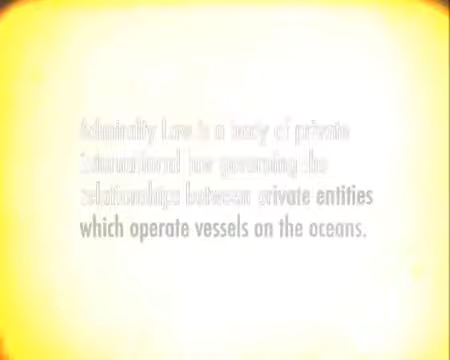 Admiralty Law is a body of private
international law governing the
relationships between private entities
which operate vessels on the oceans.